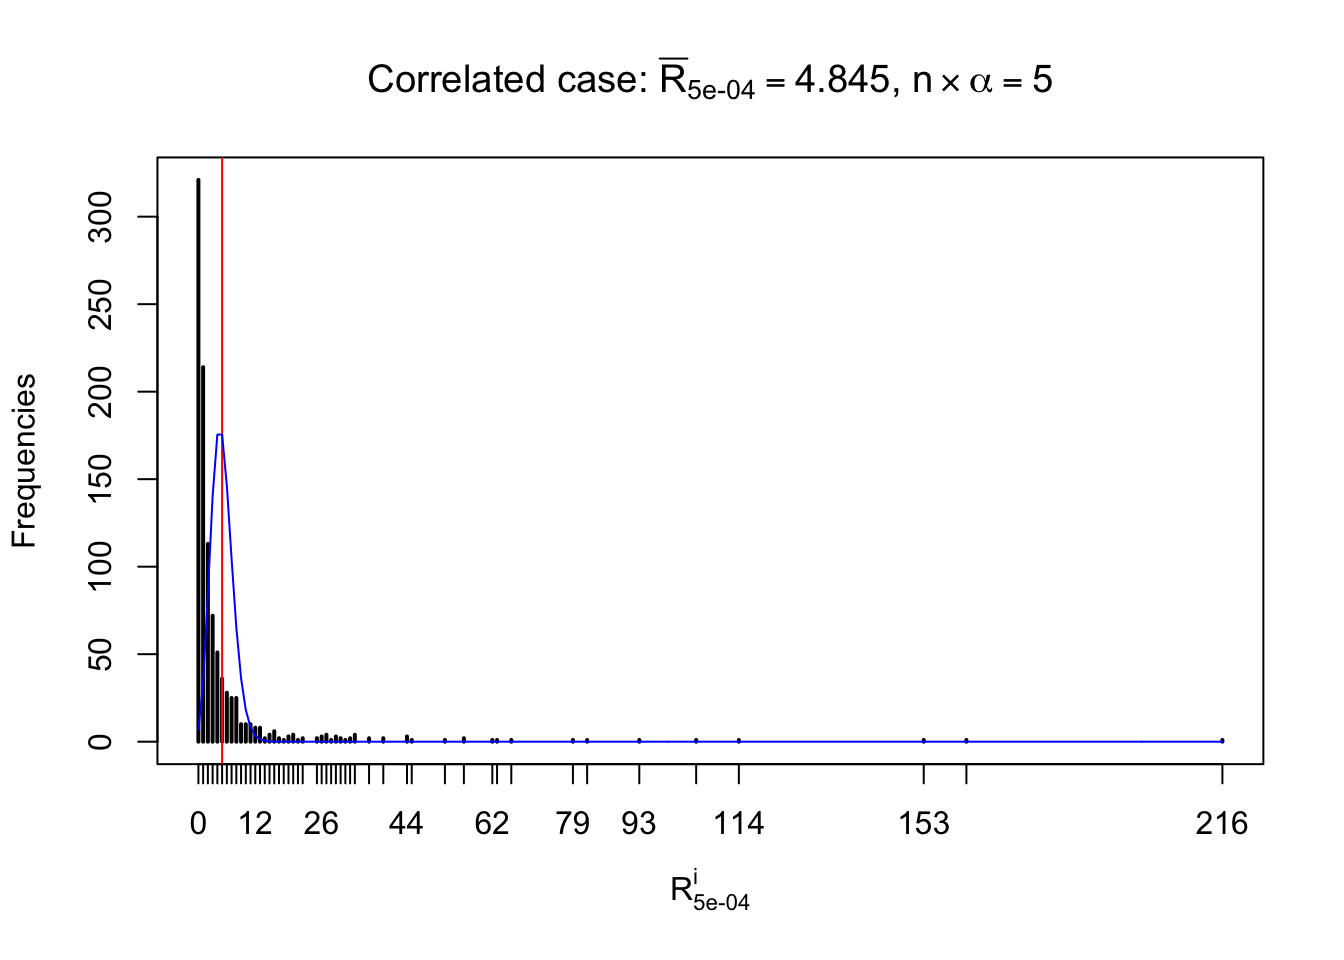 Correlated case: R̅5e-04 = 4.845, n × α = 5
Frequencies
300
250
200
150
100
50
0
0 12 26 44 62 79 93 114 153 216
R^i_5e-04